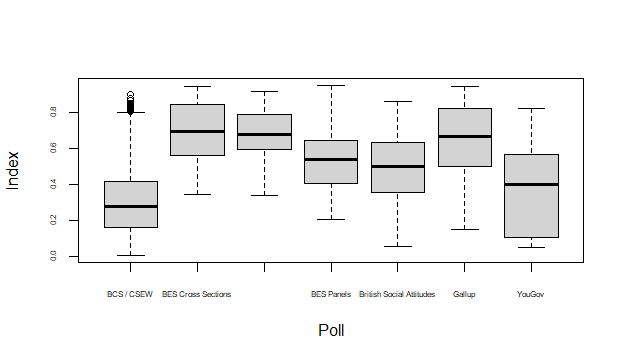 Index
0.8
0.6
0.4
0.2
0.0
BCS / CSEW BES Cross Sections BES Panels British Social Attitudes Gallup YouGov
Poll